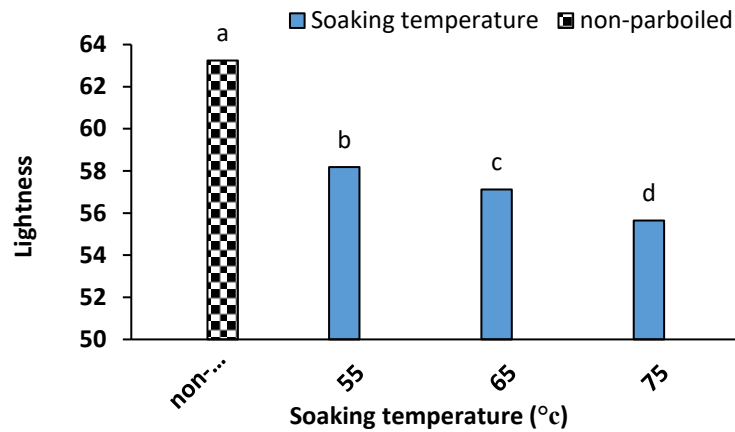 Soaking temperature non-parboiled
64
62
60
58
56
54
52
50
Lightness
a
b
c
d
non-...
55
65
75
Soaking temperature (°c)